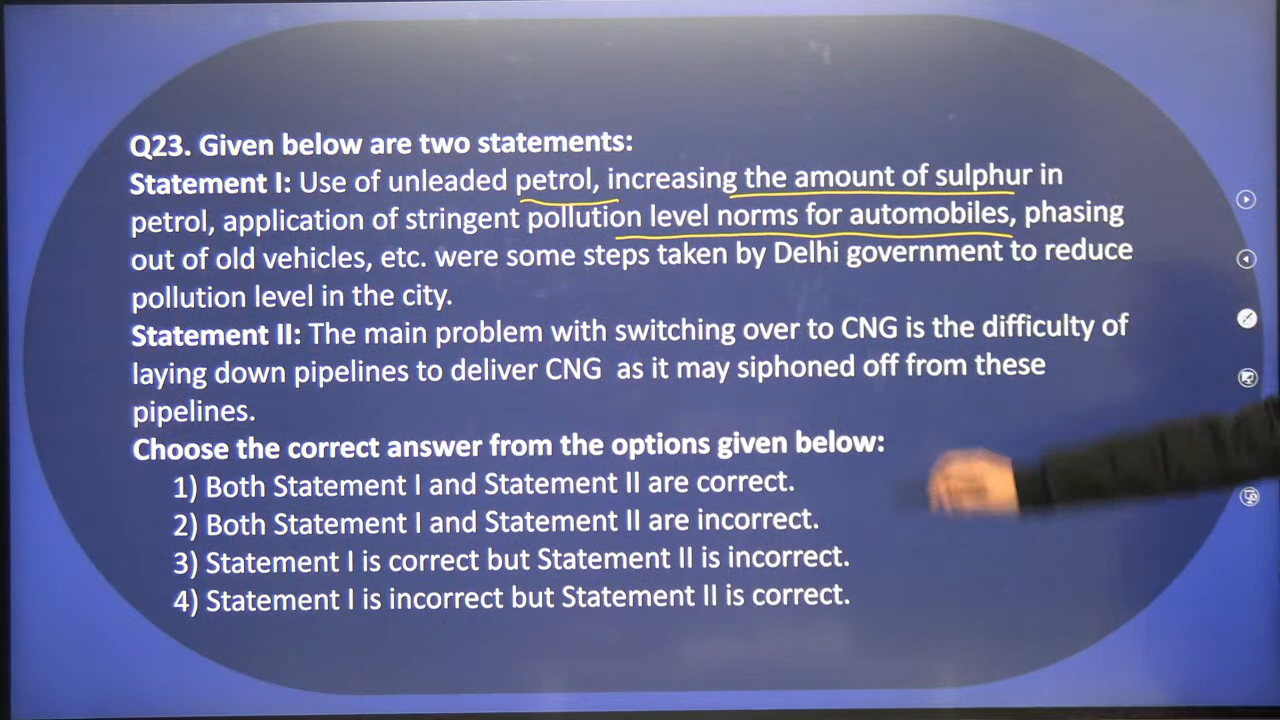 Q23. Given below are two statements:
Statement I: Use of unleaded petrol, increasing the amount of sulphur in
petrol, application of stringent pollution level norms for automobiles, phasing
out of old vehicles, etc. were some steps taken by Delhi government to reduce
pollution level in the city.
Statement II: The main problem with switching over to CNG is the difficulty of
laying down pipelines to deliver CNG as it may siphoned off from these
pipelines.
Choose the correct answer from the options given below:
1) Both Statement I and Statement II are correct.
2) Both Statement I and Statement II are incorrect.
3) Statement I is correct but Statement II is incorrect.
4) Statement I is incorrect but Statement II is correct.